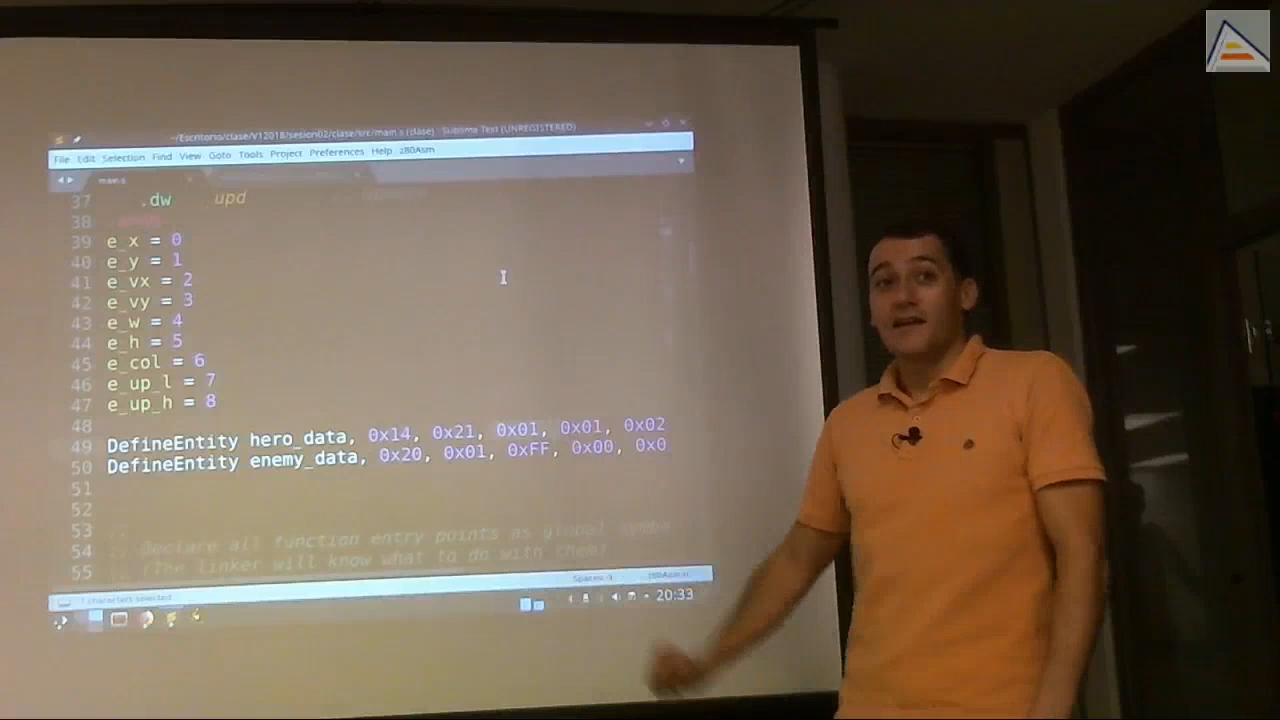 ~/Escritorio/clase/V12018/sesion02/clase/src/main.s (clase) - Sublime Text (UNREGISTERED)
File Edit Selection Find View Goto Tools Project Preferences Help z80Asm
main.s
37 .dw upd
38
39 e_x = 0
40 e_y = 1
41 e_vx = 2
42 e_vy = 3
43 e_w = 4
44 e_h = 5
45 e_col = 6
46 e_up_l = 7
47 e_up_h = 8
48
49 DefineEntity hero_data, 0x14, 0x21, 0x01, 0x01, 0x02
50 DefineEntity enemy_data, 0x20, 0x01, 0xFF, 0x00, 0x0
51
52
53 ;;
54 ;; Declare all function entry points as global symbo
55 ;; (The linker will know what to do with them)
characters selected
20:33